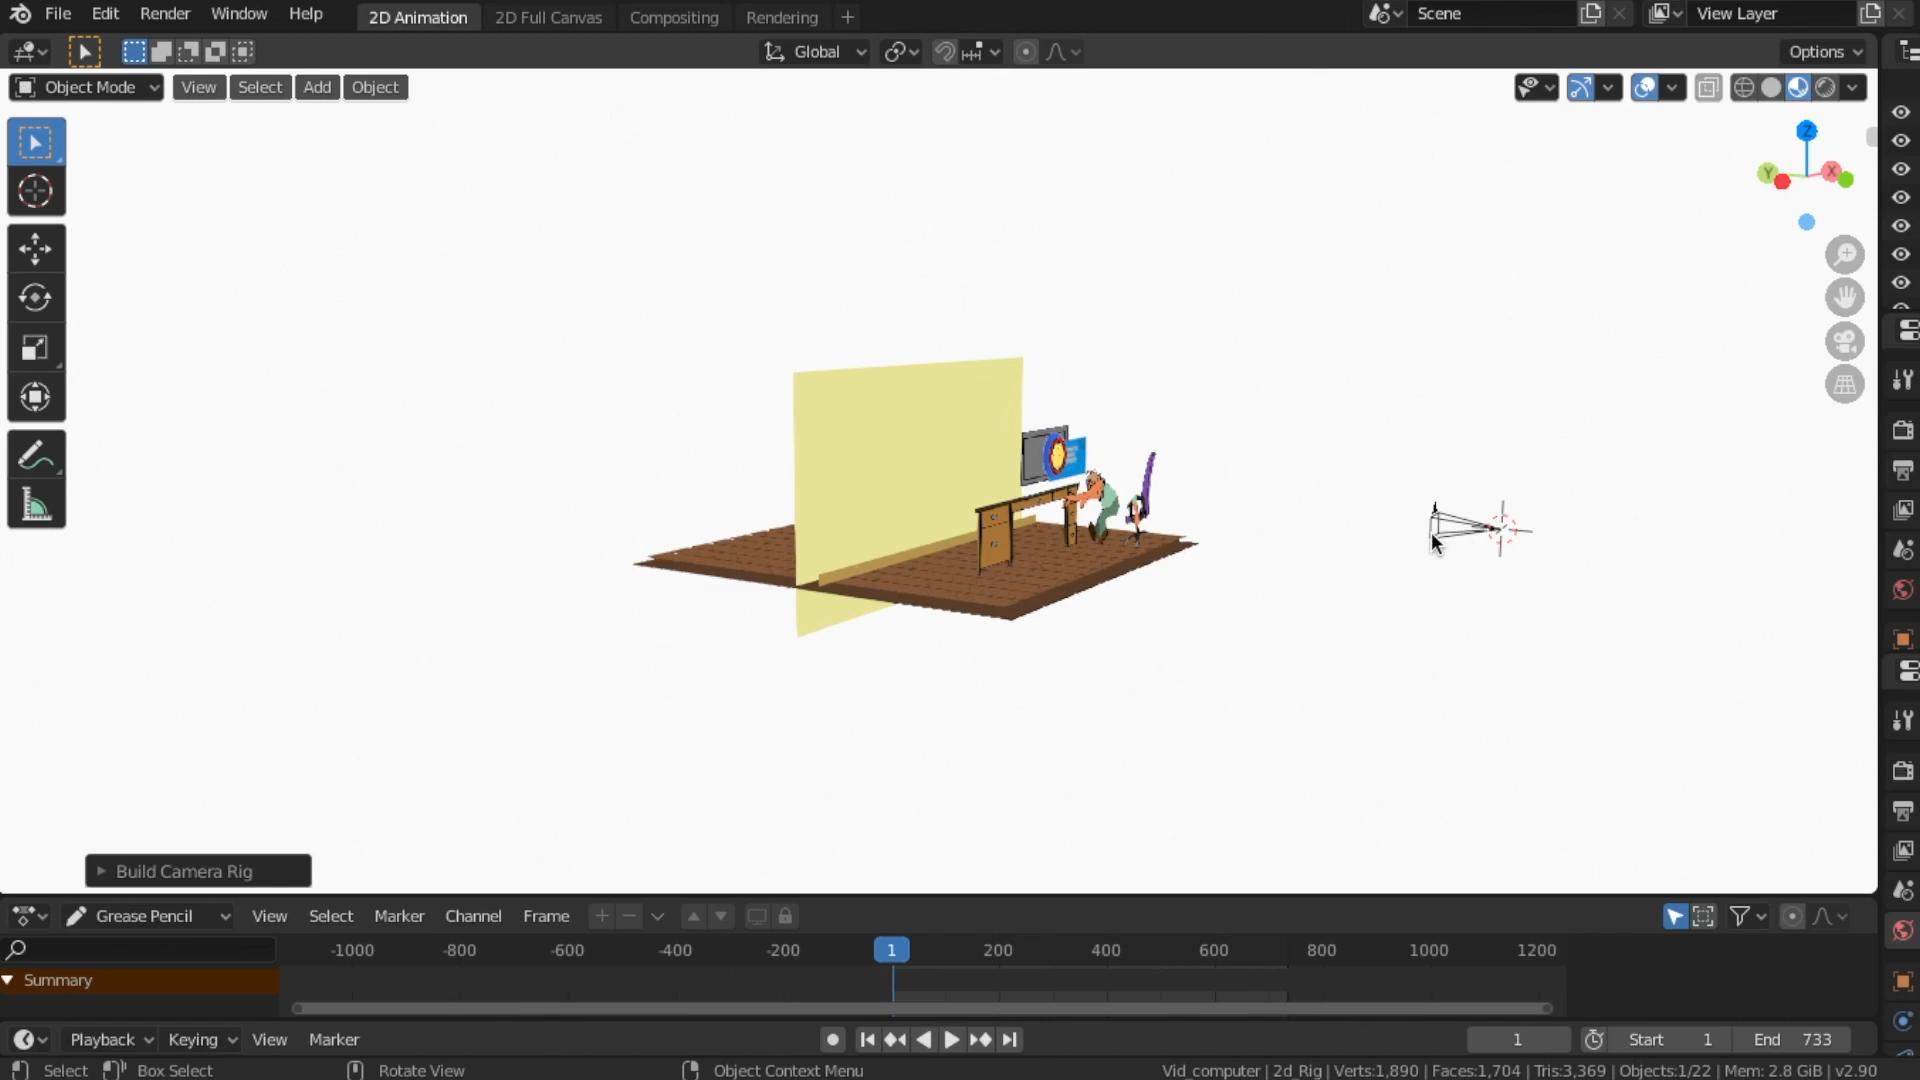 File Edit Render Window Help 2D Animation 2D Full Canvas Compositing Rendering + Scene View Layer
Global Options
Object Mode View Select Add Object
Z
Y X
Build Camera Rig
Grease Pencil View Select Marker Channel Frame
-1000 -800 -600 -400 -200 1 200 400 600 800 1000 1200
Summary
Playback Keying View Marker 1 Start 1 End 733
Select Box Select Rotate View Object Context Menu Vid_computer | 2d_Rig | Verts:1,890 | Faces:1,704 | Tris:3,369 | Objects:1/22 | Mem: 2.8 GiB | v2.90